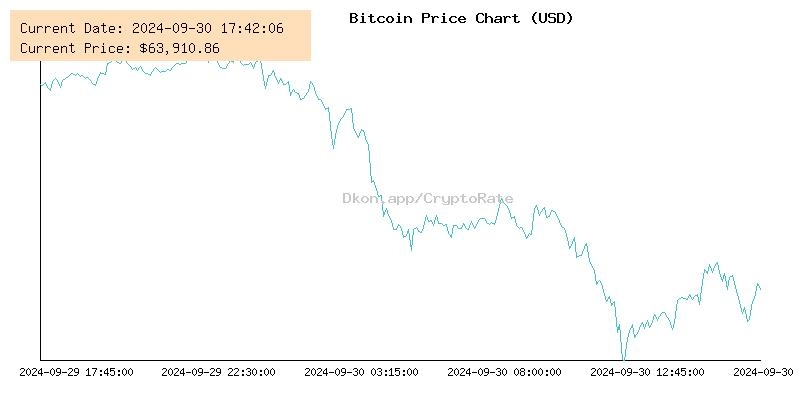 Bitcoin Price Chart (USD)
Current Date: 2024-09-30 17:42:06
Current Price: $63,910.86
Dkon.app/CryptoRate
2024-09-29 17:45:00 2024-09-29 22:30:00 2024-09-30 03:15:00 2024-09-30 08:00:00 2024-09-30 12:45:00 2024-09-30